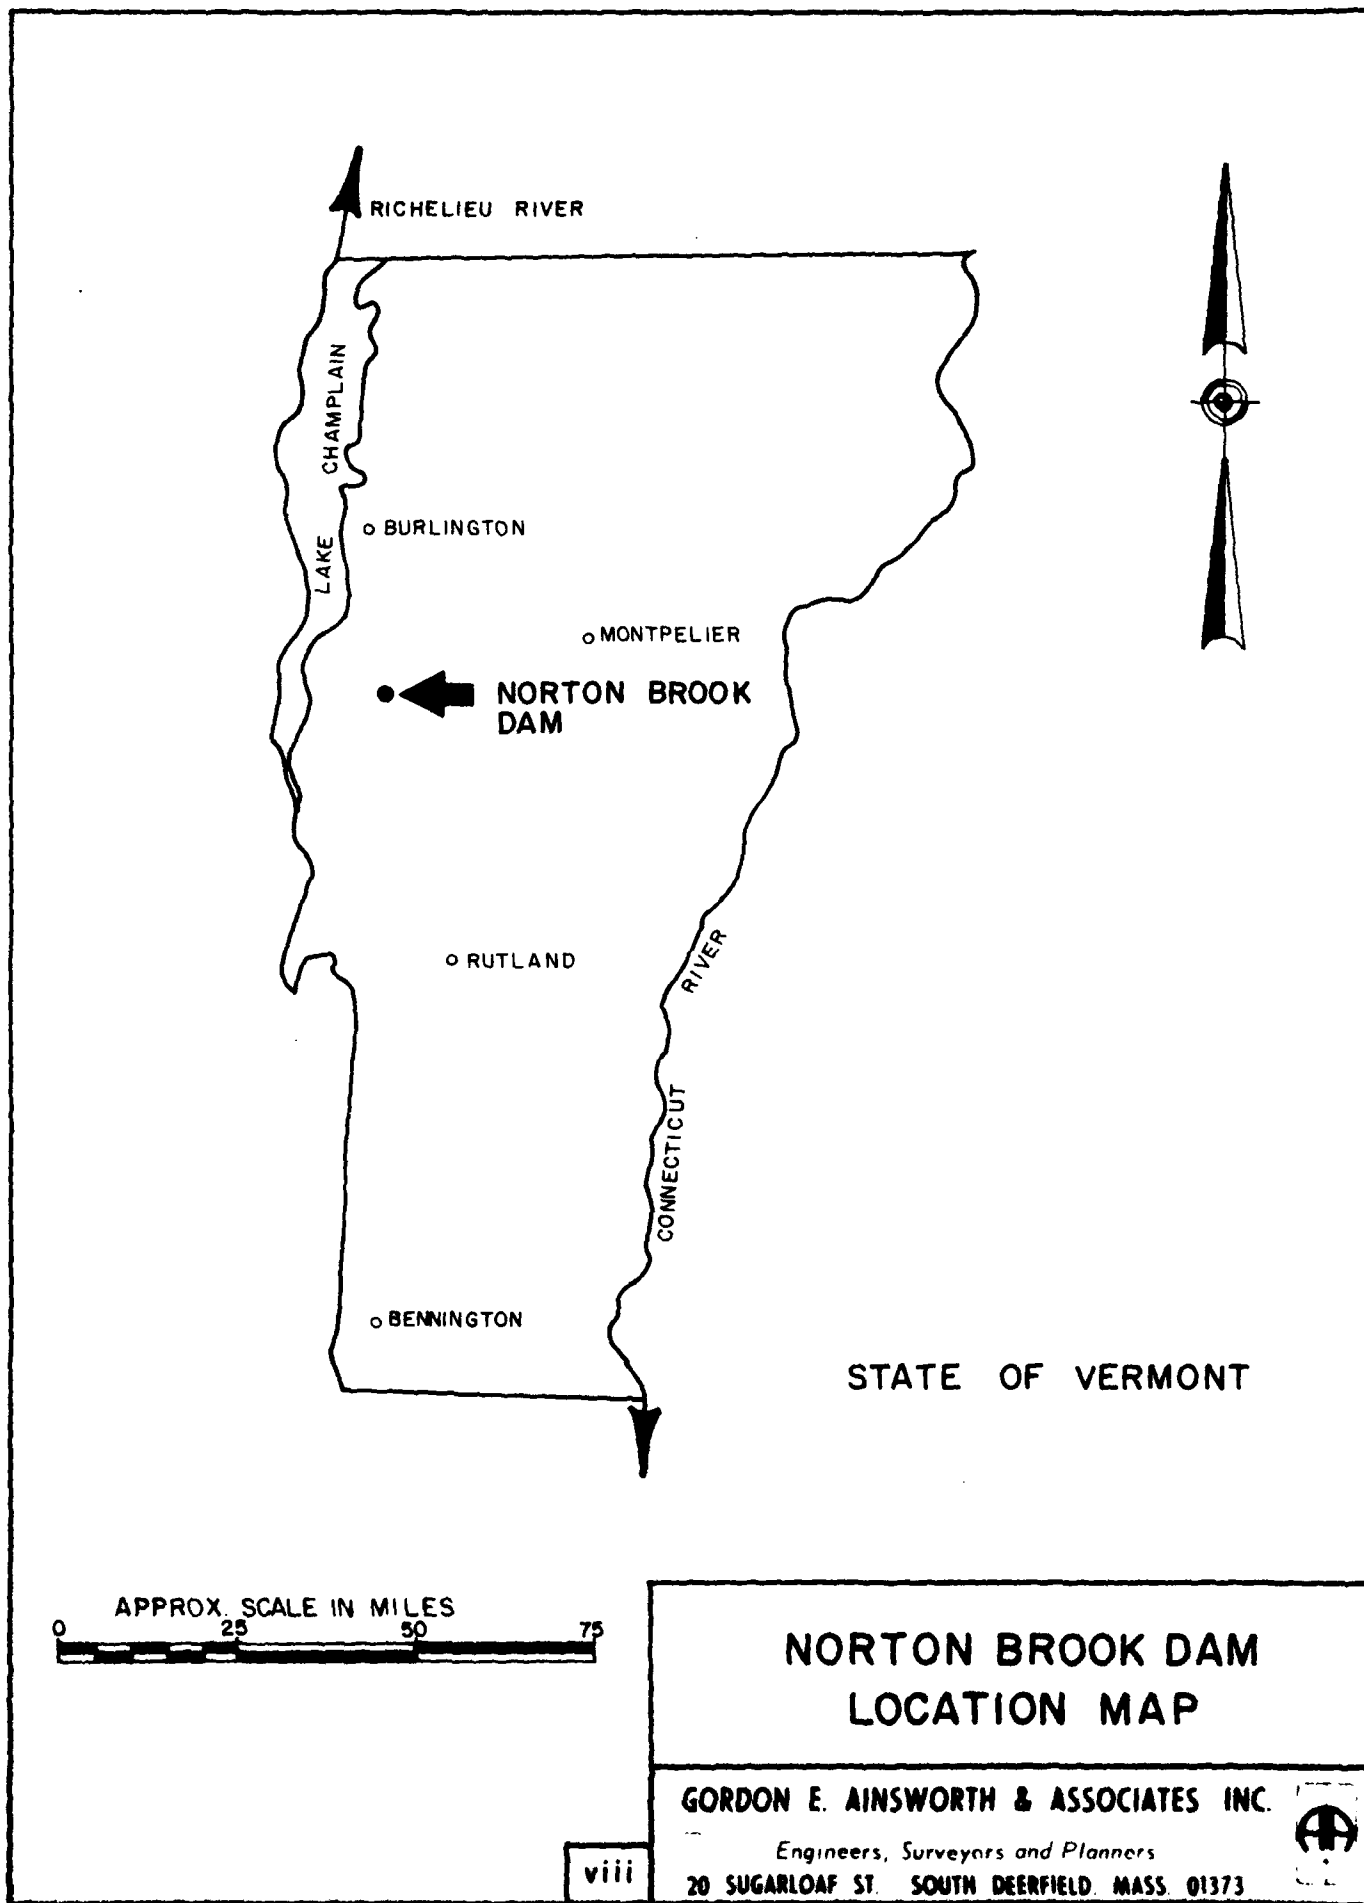 RICHELIEU RIVER
LAKE CHAMPLAIN
BURLINGTON
MONTPELIER
NORTON BROOK
DAM
RUTLAND
CONNECTICUT RIVER
BENNINGTON
STATE OF VERMONT
APPROX. SCALE IN MILES
0 25 50 75
NORTON BROOK DAM
LOCATION MAP
GORDON E. AINSWORTH & ASSOCIATES INC.
Engineers, Surveyors and Planners
20 SUGARLOAF ST. SOUTH DEERFIELD. MASS. 01373
viii